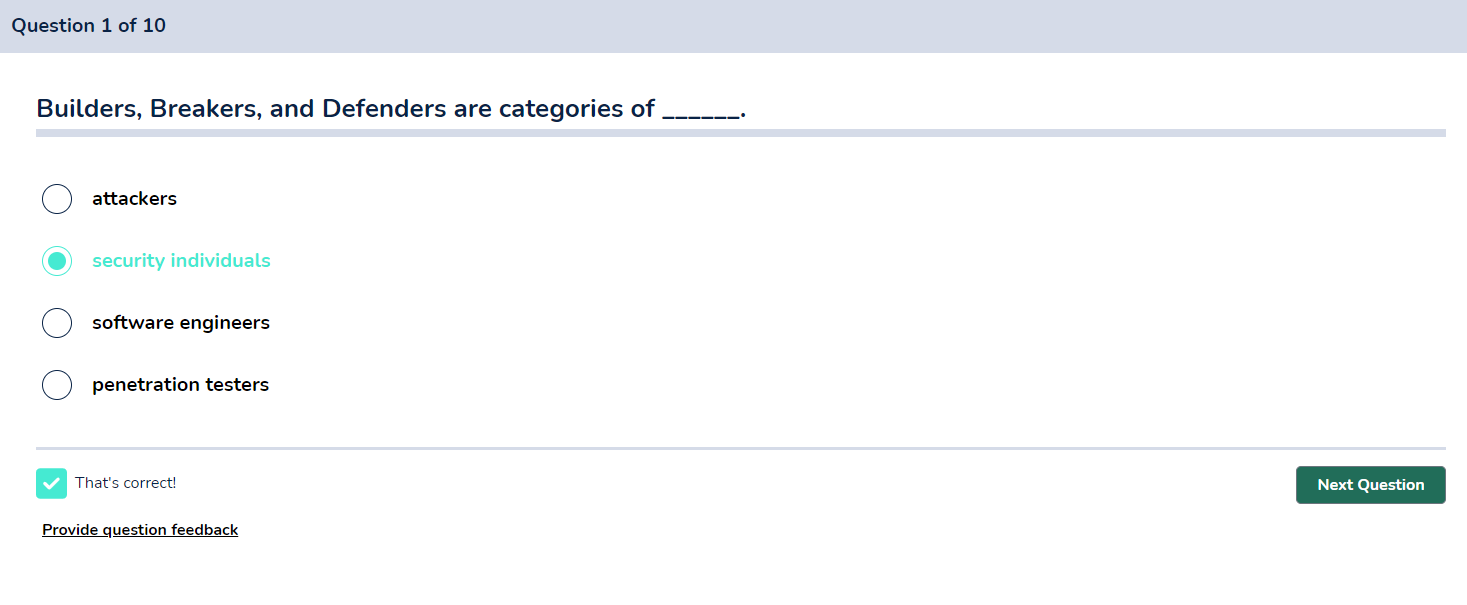 Question 1 of 10
Builders, Breakers, and Defenders are categories of ______.
attackers
security individuals
software engineers
penetration testers
That's correct!
Next Question
Provide question feedback